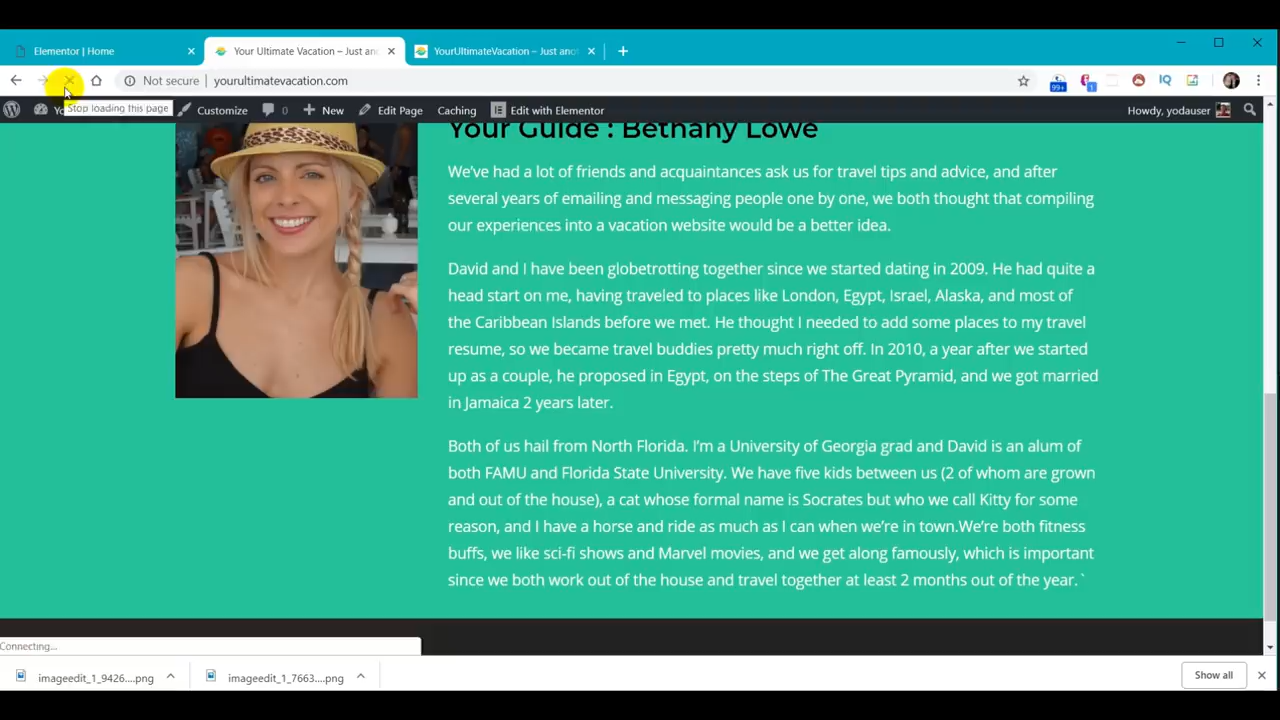 Elementor | Home
Your Ultimate Vacation – Just an
YourUltimateVacation – Just ano
Not secure
yourultimatevacation.com
99+
1
IQ
Stop loading this page
Customize
0
New
Edit Page
Caching
Edit with Elementor
Howdy, yodauser
Your Guide : Bethany Lowe
We've had a lot of friends and acquaintances ask us for travel tips and advice, and after
several years of emailing and messaging people one by one, we both thought that compiling
our experiences into a vacation website would be a better idea.
David and I have been globetrotting together since we started dating in 2009. He had quite a
head start on me, having traveled to places like London, Egypt, Israel, Alaska, and most of
the Caribbean Islands before we met. He thought I needed to add some places to my travel
resume, so we became travel buddies pretty much right off. In 2010, a year after we started
up as a couple, he proposed in Egypt, on the steps of The Great Pyramid, and we got married
in Jamaica 2 years later.
Both of us hail from North Florida. I'm a University of Georgia grad and David is an alum of
both FAMU and Florida State University. We have five kids between us (2 of whom are grown
and out of the house), a cat whose formal name is Socrates but who we call Kitty for some
reason, and I have a horse and ride as much as I can when we're in town.We're both fitness
buffs, we like sci-fi shows and Marvel movies, and we get along famously, which is important
since we both work out of the house and travel together at least 2 months out of the year.`
Connecting...
imageedit_1_9426....png
imageedit_1_7663....png
Show all